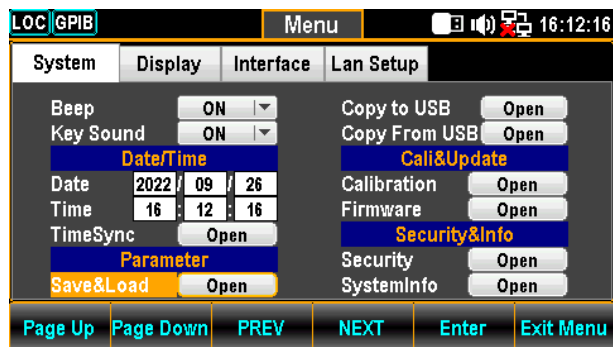 LOC GPIB Menu 16:12:16
System Display Interface Lan Setup
Beep ON
Key Sound ON
Date/Time
Date 2022 / 09 / 26
Time 16 : 12 : 16
TimeSync Open
Parameter
Save&Load Open
Copy to USB Open
Copy From USB Open
Cali&Update
Calibration Open
Firmware Open
Security&Info
Security Open
SystemInfo Open
Page Up Page Down PREV NEXT Enter Exit Menu